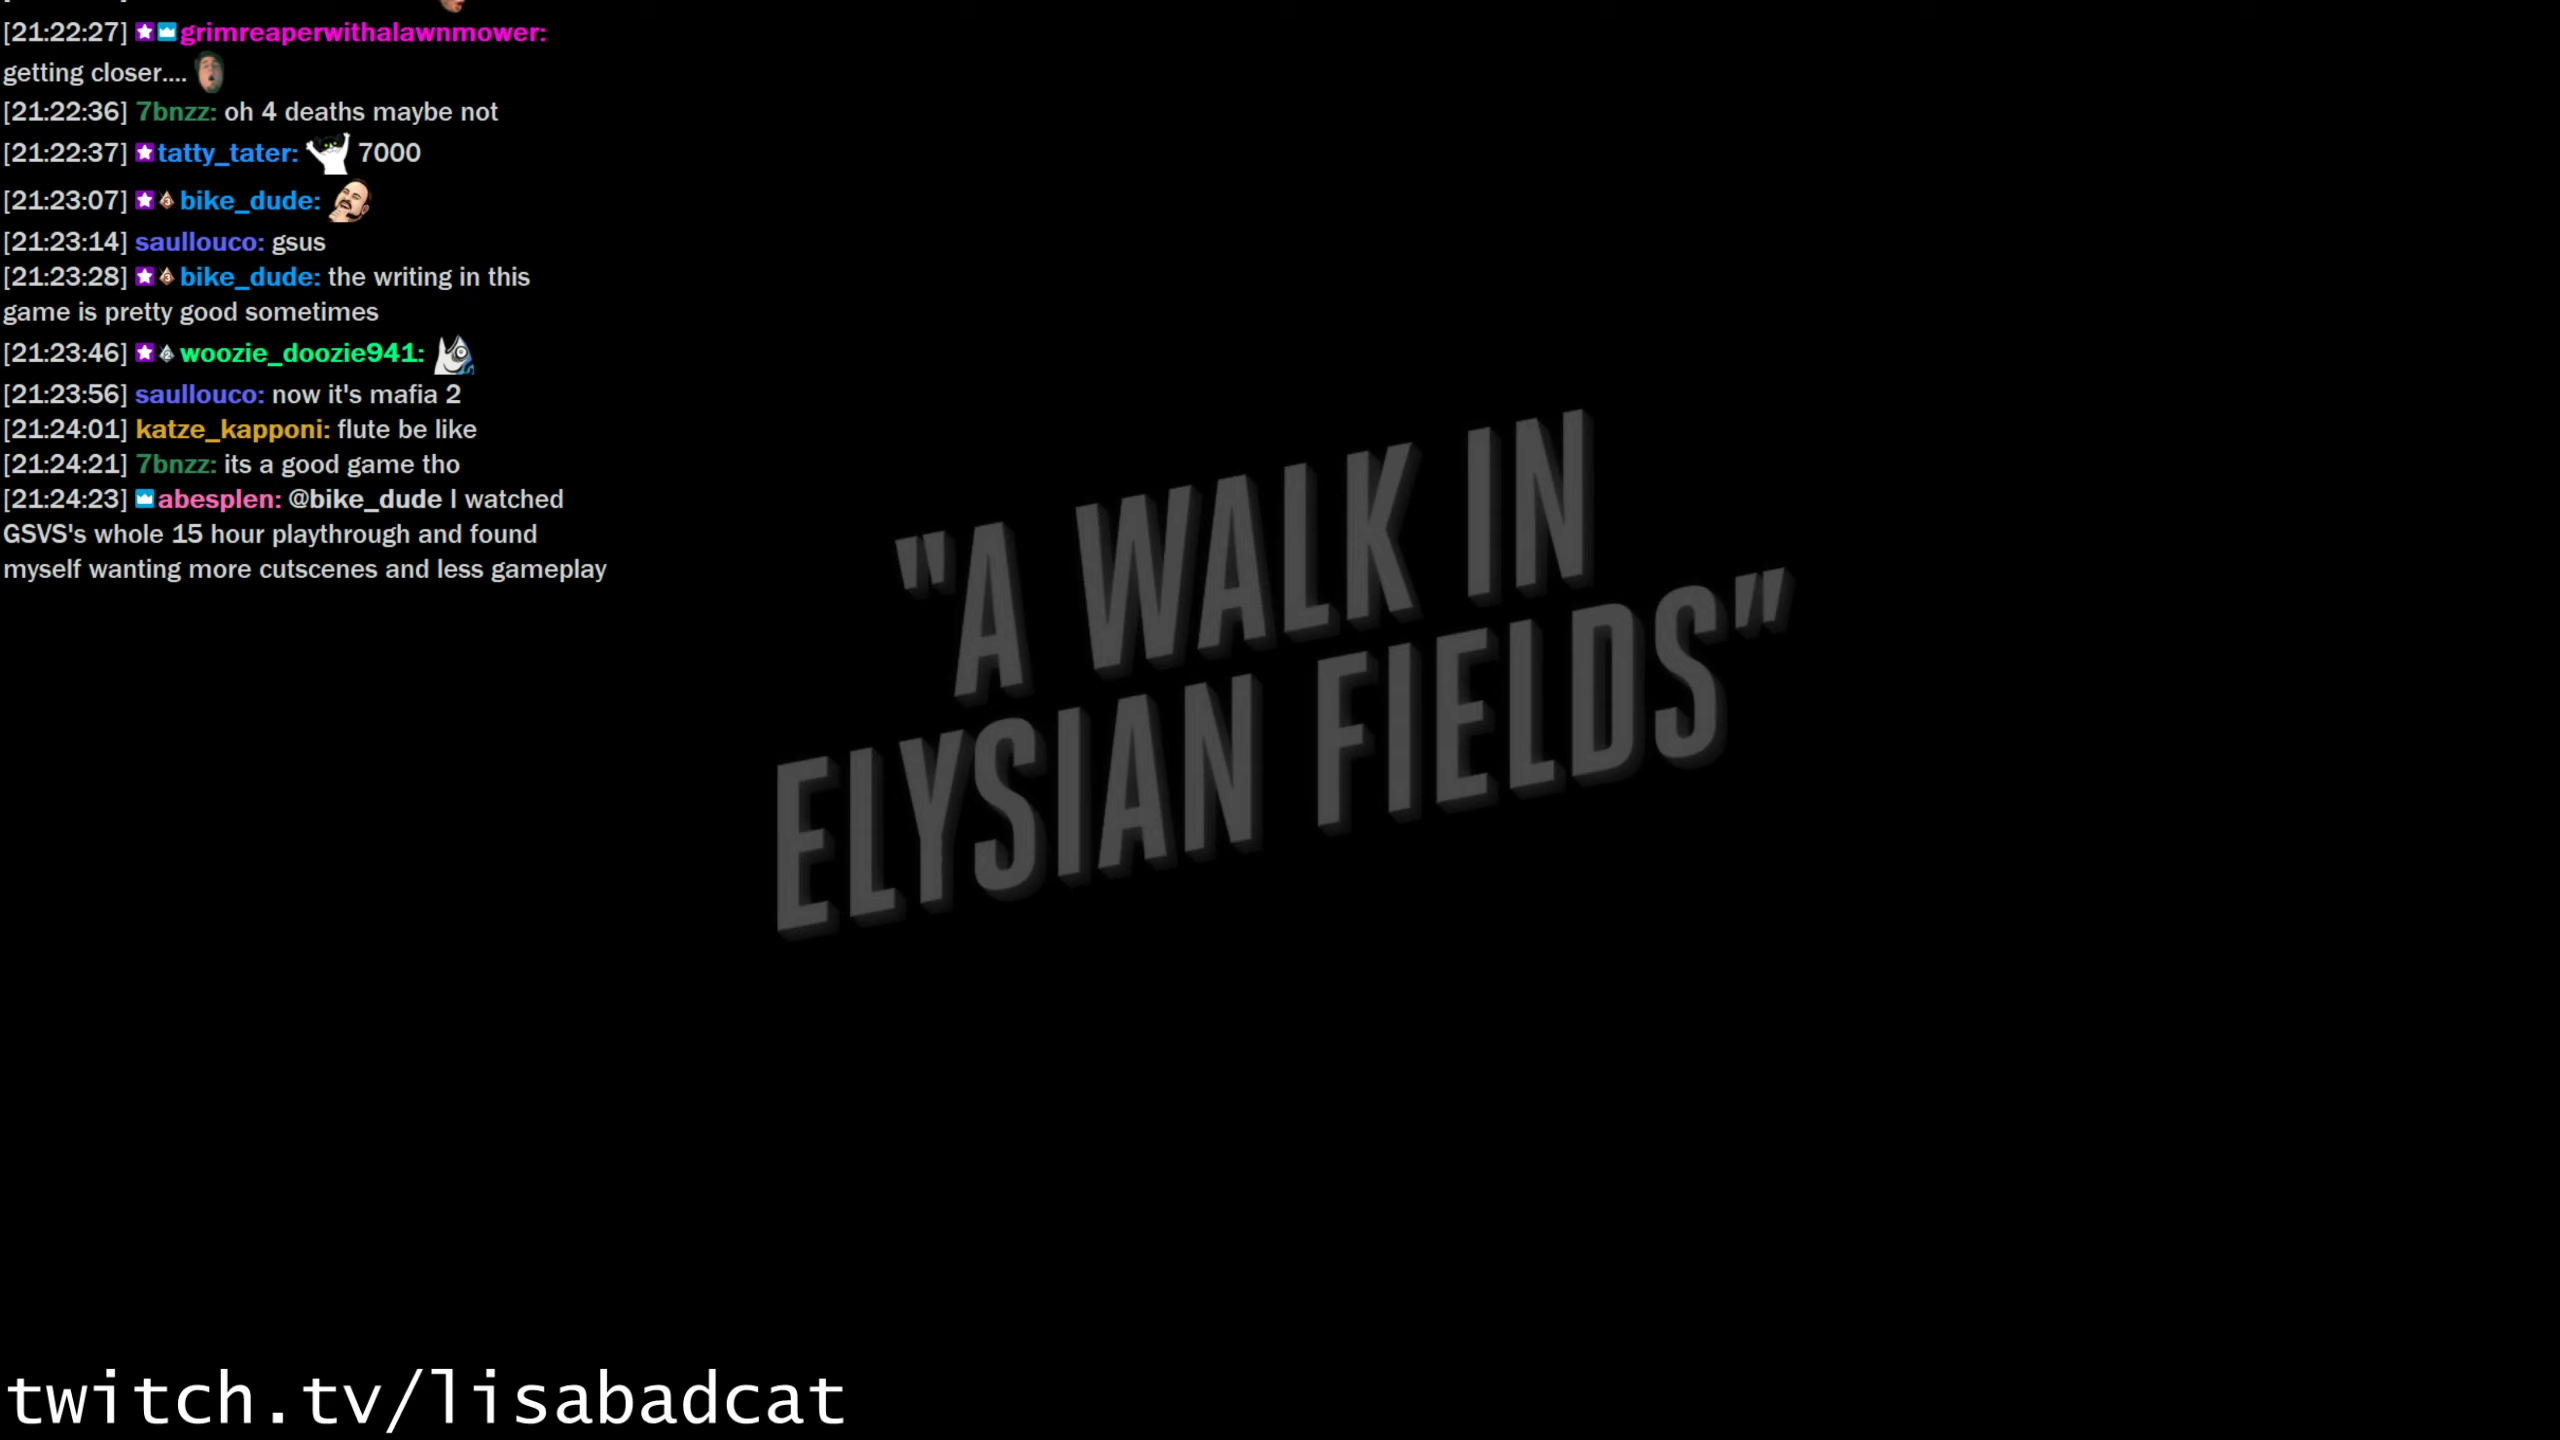 [21:22:27] grimreaperwithalawnmower:
getting closer....
[21:22:36] 7bnzz: oh 4 deaths maybe not
[21:22:37] tatty_tater: 7000
[21:23:07] bike_dude:
[21:23:14] saullouco: gsus
[21:23:28] bike_dude: the writing in this
game is pretty good sometimes
[21:23:46] woozie_doozie941:
[21:23:56] saullouco: now it's mafia 2
[21:24:01] katze_kapponi: flute be like
[21:24:21] 7bnzz: its a good game tho
[21:24:23] abesplen: @bike_dude I watched
GSVS's whole 15 hour playthrough and found
myself wanting more cutscenes and less gameplay
"A WALK IN
ELYSIAN FIELDS"
twitch.tv/lisabadcat